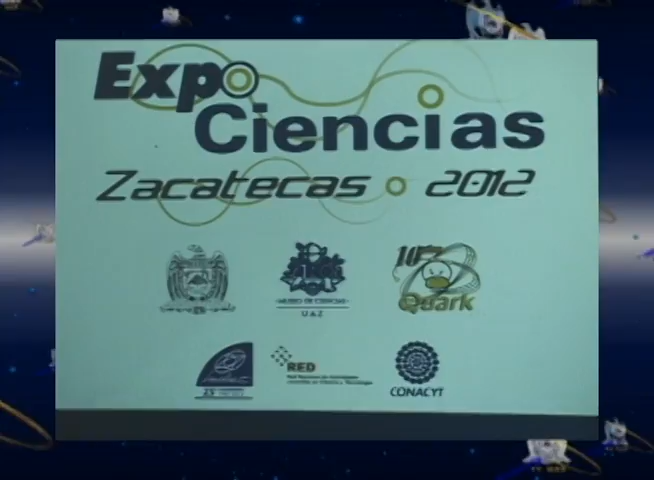 Expo
Ciencias
Zacatecas 2012
MUSEO DE CIENCIAS
U.A.Z
Quark
RED
CONACYT